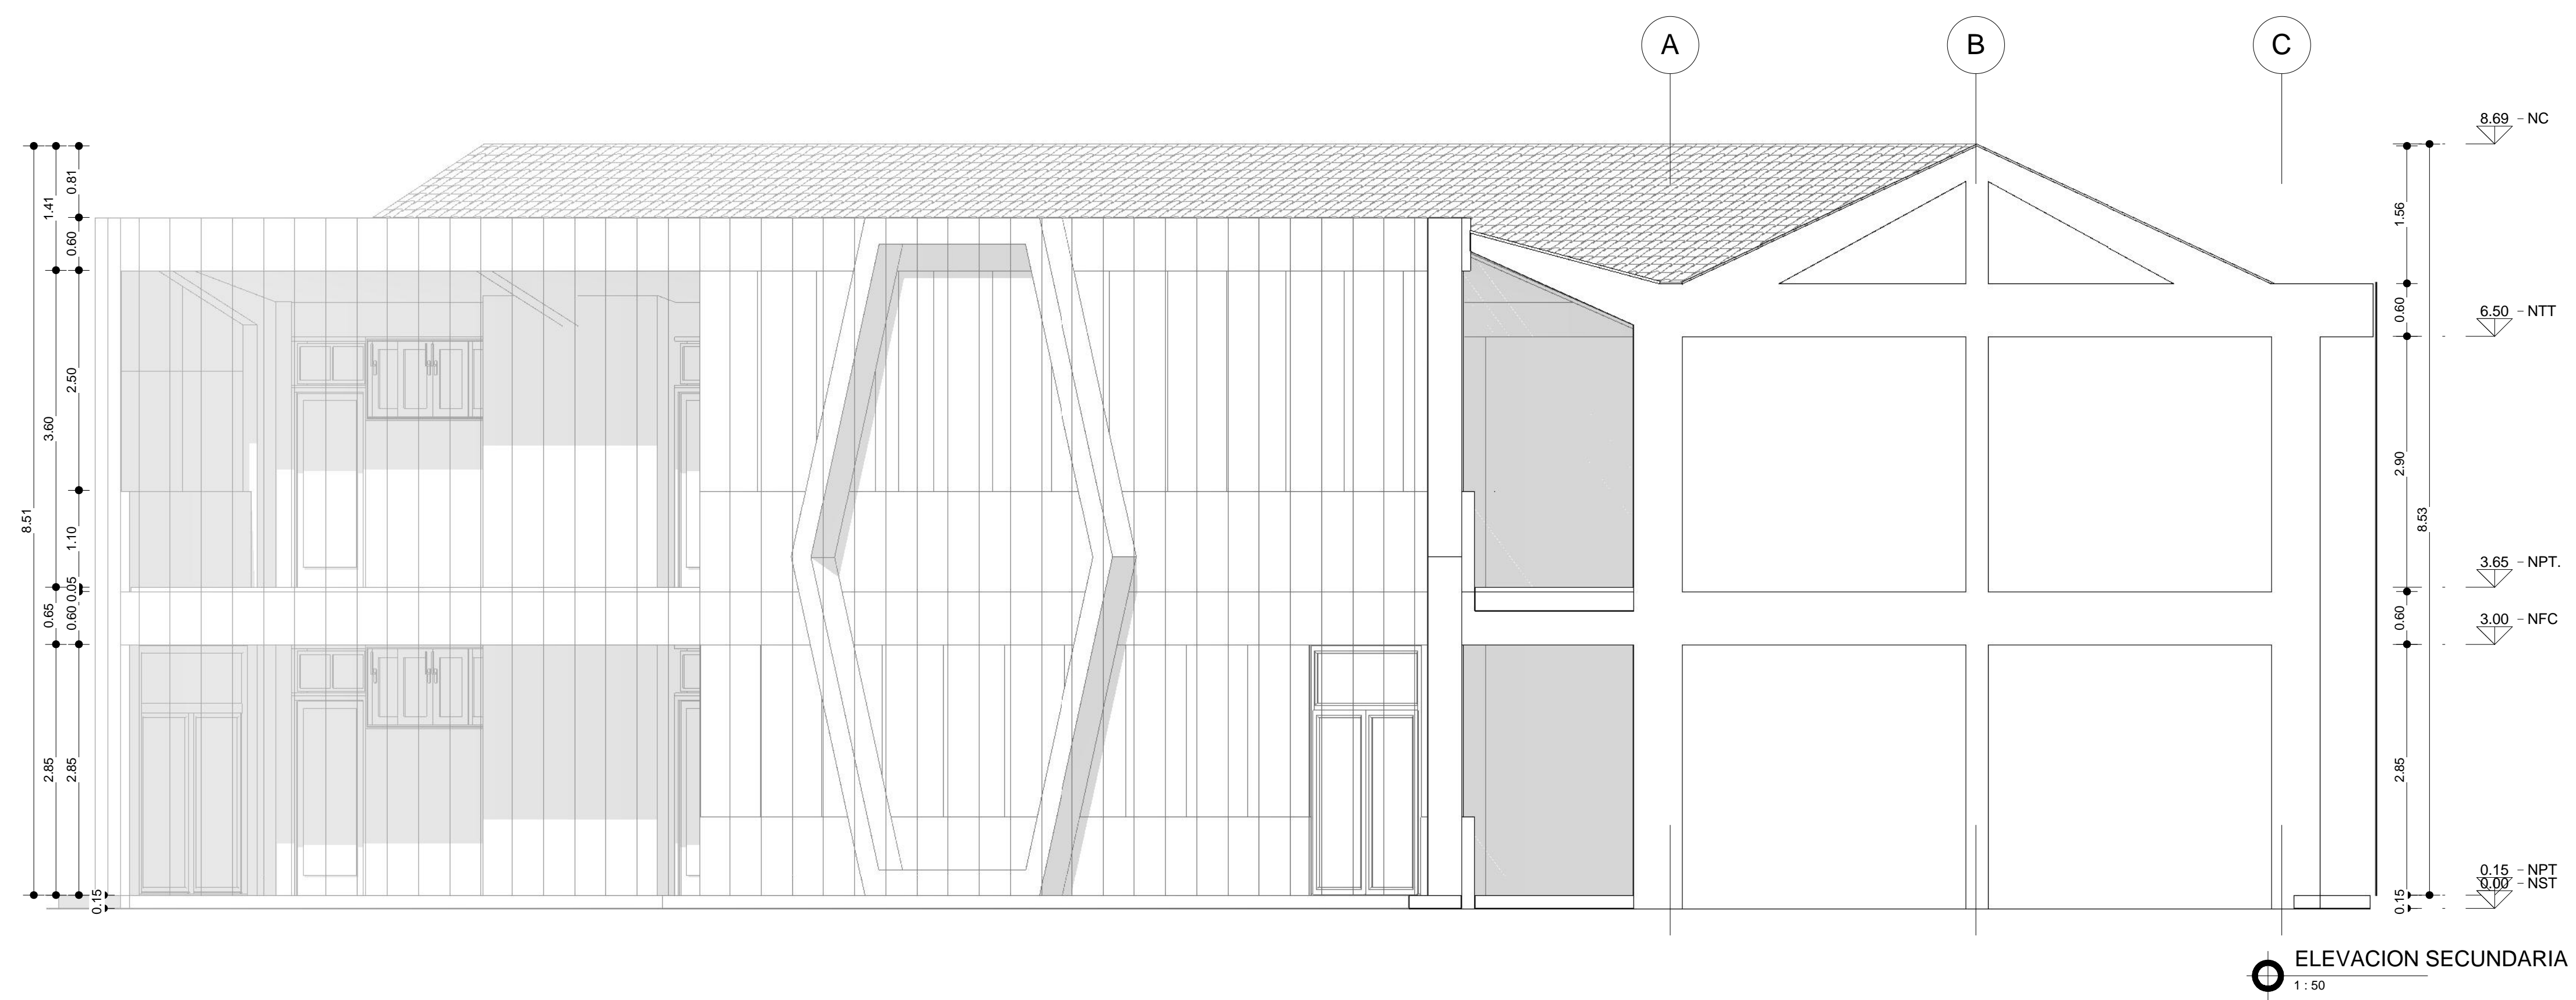 A
B
C
8.69 - NC
6.50 - NTT
3.65 - NPT.
3.00 - NFC
0.15 - NPT
0.00 - NST
8.51
1.41
3.60
0.65
2.85
0.81
0.60
2.50
1.10
0.05
0.60
2.85
0.15
1.56
0.60
2.90
0.60
2.85
0.15
8.53
ELEVACION SECUNDARIA
1 : 50